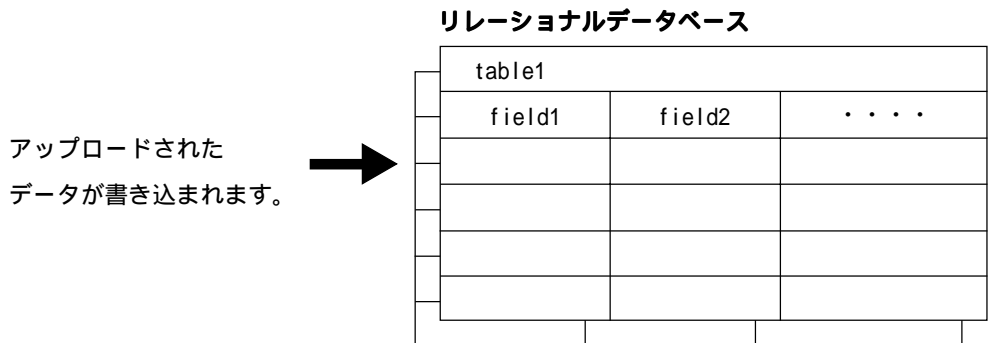 リレーショナルデータベース
table1
field1 field2 ・・・・
アップロードされた
データが書き込まれます。